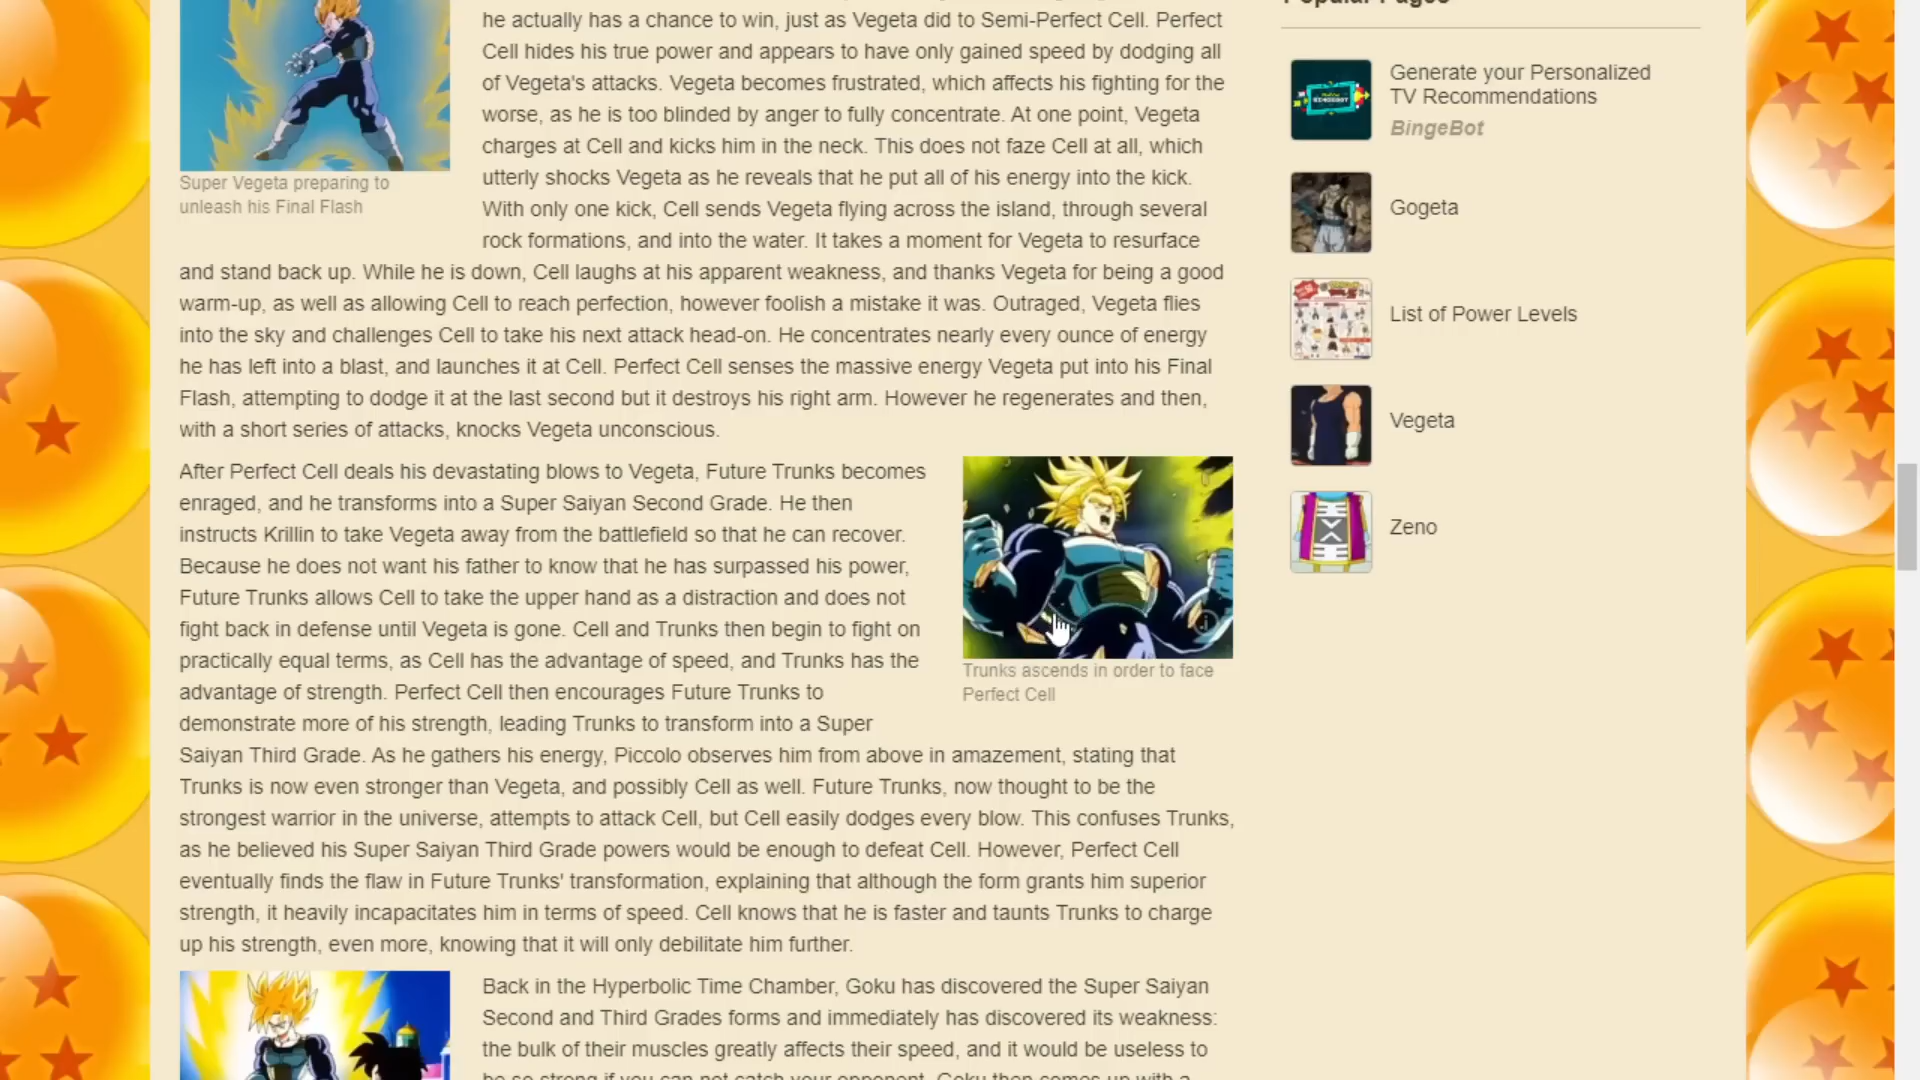 Popular Pages
he actually has a chance to win, just as Vegeta did to Semi-Perfect Cell. Perfect
Cell hides his true power and appears to have only gained speed by dodging all
of Vegeta's attacks. Vegeta becomes frustrated, which affects his fighting for the
worse, as he is too blinded by anger to fully concentrate. At one point, Vegeta
charges at Cell and kicks him in the neck. This does not faze Cell at all, which
utterly shocks Vegeta as he reveals that he put all of his energy into the kick.
With only one kick, Cell sends Vegeta flying across the island, through several
rock formations, and into the water. It takes a moment for Vegeta to resurface
and stand back up. While he is down, Cell laughs at his apparent weakness, and thanks Vegeta for being a good
warm-up, as well as allowing Cell to reach perfection, however foolish a mistake it was. Outraged, Vegeta flies
into the sky and challenges Cell to take his next attack head-on. He concentrates nearly every ounce of energy
he has left into a blast, and launches it at Cell. Perfect Cell senses the massive energy Vegeta put into his Final
Flash, attempting to dodge it at the last second but it destroys his right arm. However he regenerates and then,
with a short series of attacks, knocks Vegeta unconscious.
Super Vegeta preparing to
unleash his Final Flash
After Perfect Cell deals his devastating blows to Vegeta, Future Trunks becomes
enraged, and he transforms into a Super Saiyan Second Grade. He then
instructs Krillin to take Vegeta away from the battlefield so that he can recover.
Because he does not want his father to know that he has surpassed his power,
Future Trunks allows Cell to take the upper hand as a distraction and does not
fight back in defense until Vegeta is gone. Cell and Trunks then begin to fight on
practically equal terms, as Cell has the advantage of speed, and Trunks has the
advantage of strength. Perfect Cell then encourages Future Trunks to
demonstrate more of his strength, leading Trunks to transform into a Super
Saiyan Third Grade. As he gathers his energy, Piccolo observes him from above in amazement, stating that
Trunks is now even stronger than Vegeta, and possibly Cell as well. Future Trunks, now thought to be the
strongest warrior in the universe, attempts to attack Cell, but Cell easily dodges every blow. This confuses Trunks,
as he believed his Super Saiyan Third Grade powers would be enough to defeat Cell. However, Perfect Cell
eventually finds the flaw in Future Trunks' transformation, explaining that although the form grants him superior
strength, it heavily incapacitates him in terms of speed. Cell knows that he is faster and taunts Trunks to charge
up his strength, even more, knowing that it will only debilitate him further.
Trunks ascends in order to face
Perfect Cell
Back in the Hyperbolic Time Chamber, Goku has discovered the Super Saiyan
Second and Third Grades forms and immediately has discovered its weakness:
the bulk of their muscles greatly affects their speed, and it would be useless to
be so strong if you can not catch your opponent. Goku then comes up with a
Generate your Personalized
TV Recommendations
BingeBot
Gogeta
List of Power Levels
Vegeta
Zeno